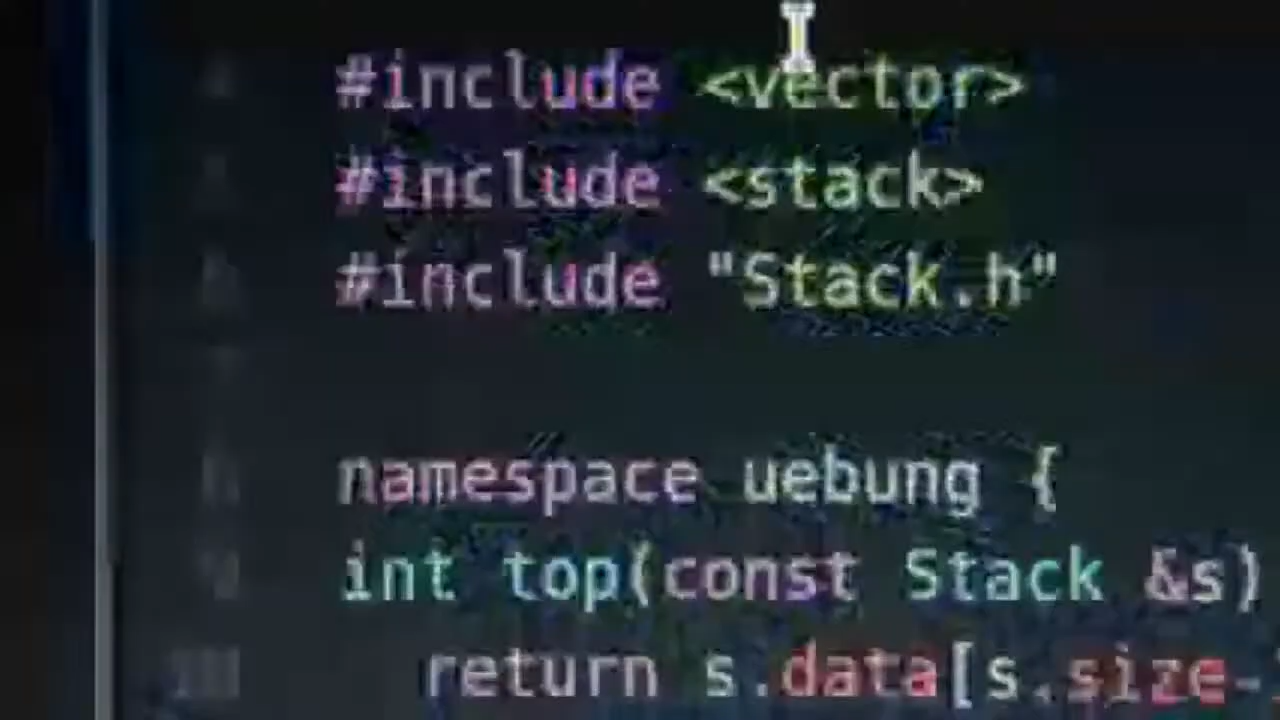 #include <vector>
#include <stack>
#include "Stack.h"
namespace uebung {
int top(const Stack &s)
return s.data[s.size-